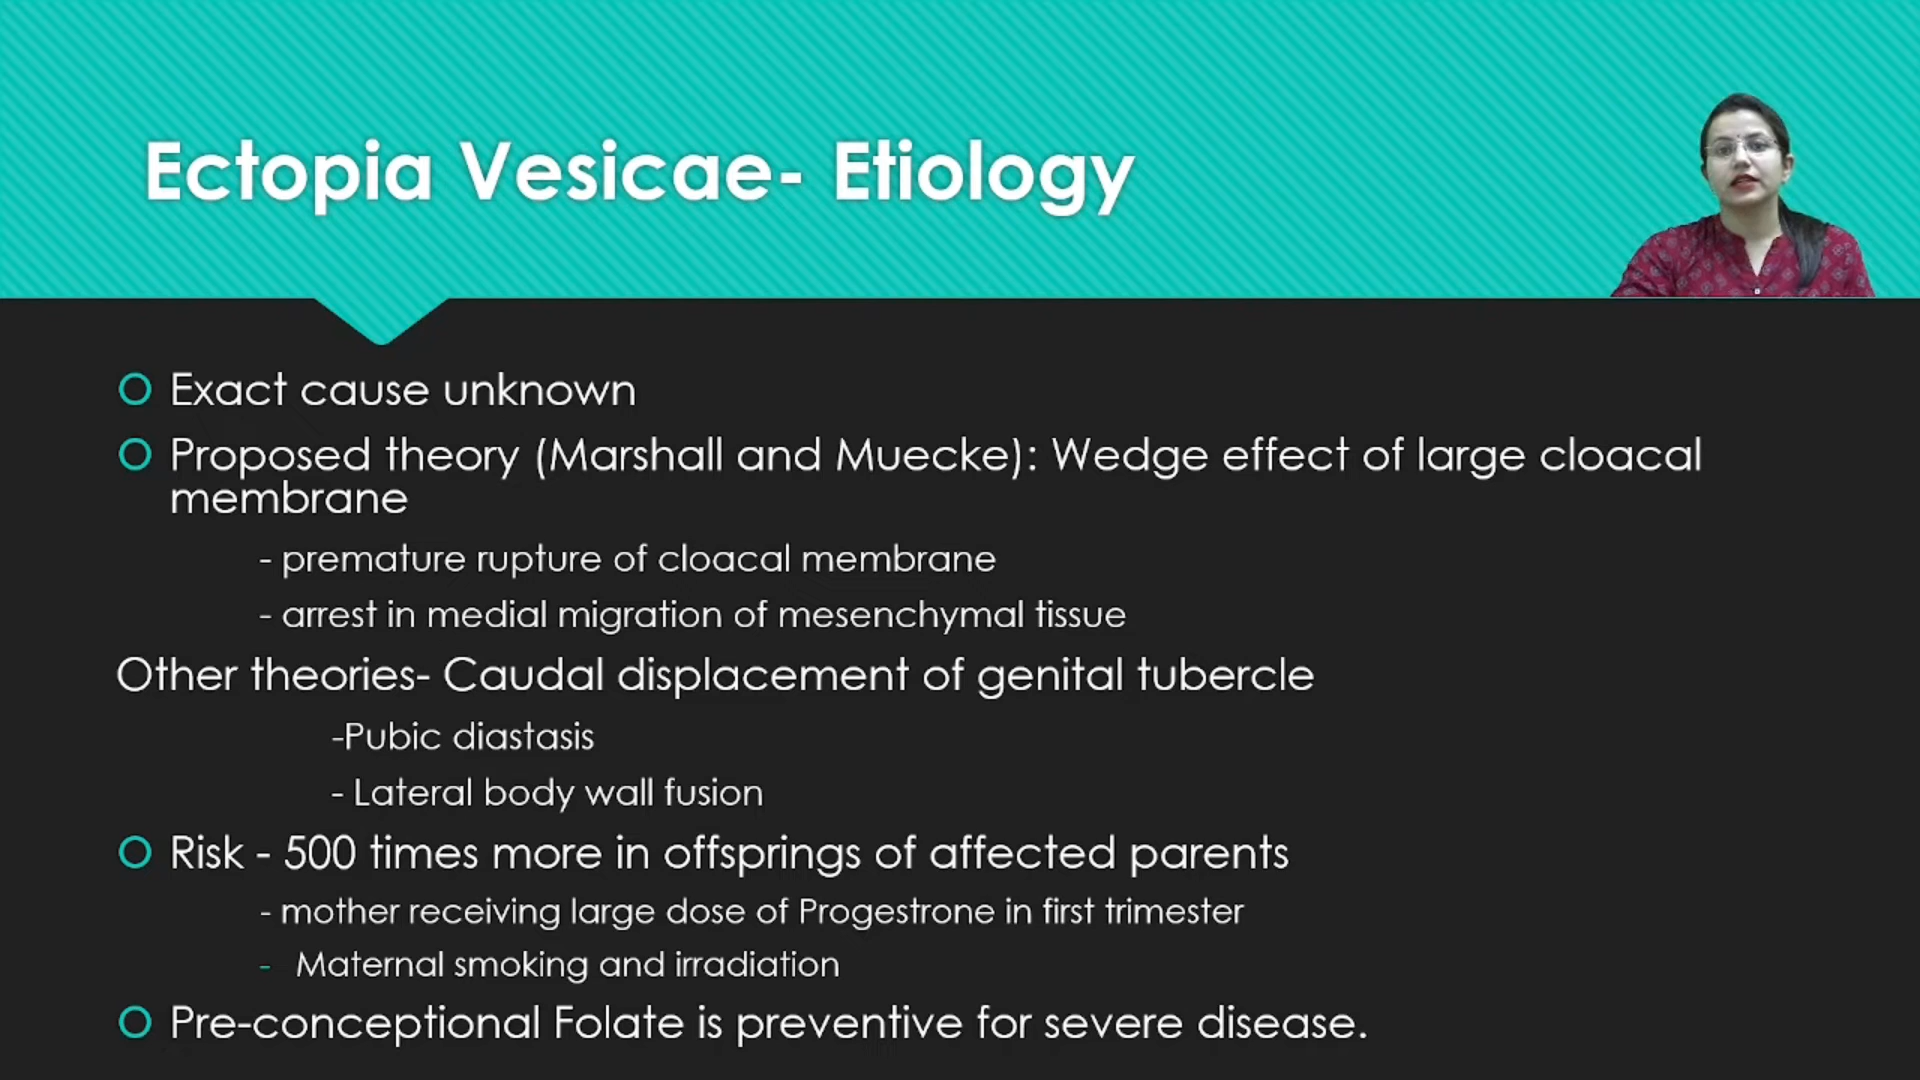 Ectopia Vesicae- Etiology
Exact cause unknown
Proposed theory (Marshall and Muecke): Wedge effect of large cloacal
membrane
- premature rupture of cloacal membrane
- arrest in medial migration of mesenchymal tissue
Other theories- Caudal displacement of genital tubercle
-Pubic diastasis
- Lateral body wall fusion
Risk - 500 times more in offsprings of affected parents
- mother receiving large dose of Progestrone in first trimester
- Maternal smoking and irradiation
Pre-conceptional Folate is preventive for severe disease.